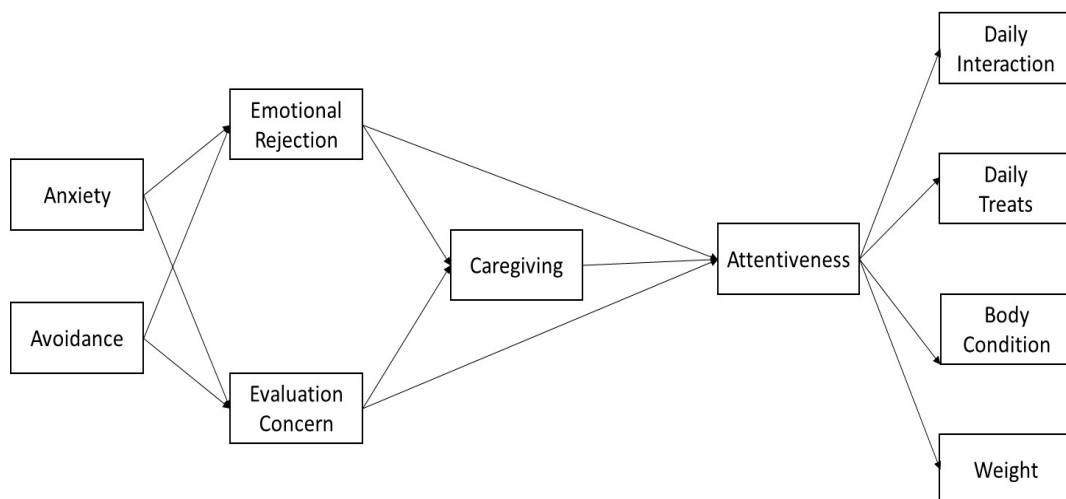 Anxiety
Avoidance
Emotional
Rejection
Evaluation
Concern
Caregiving
Attentiveness
Daily
Interaction
Daily
Treats
Body
Condition
Weight